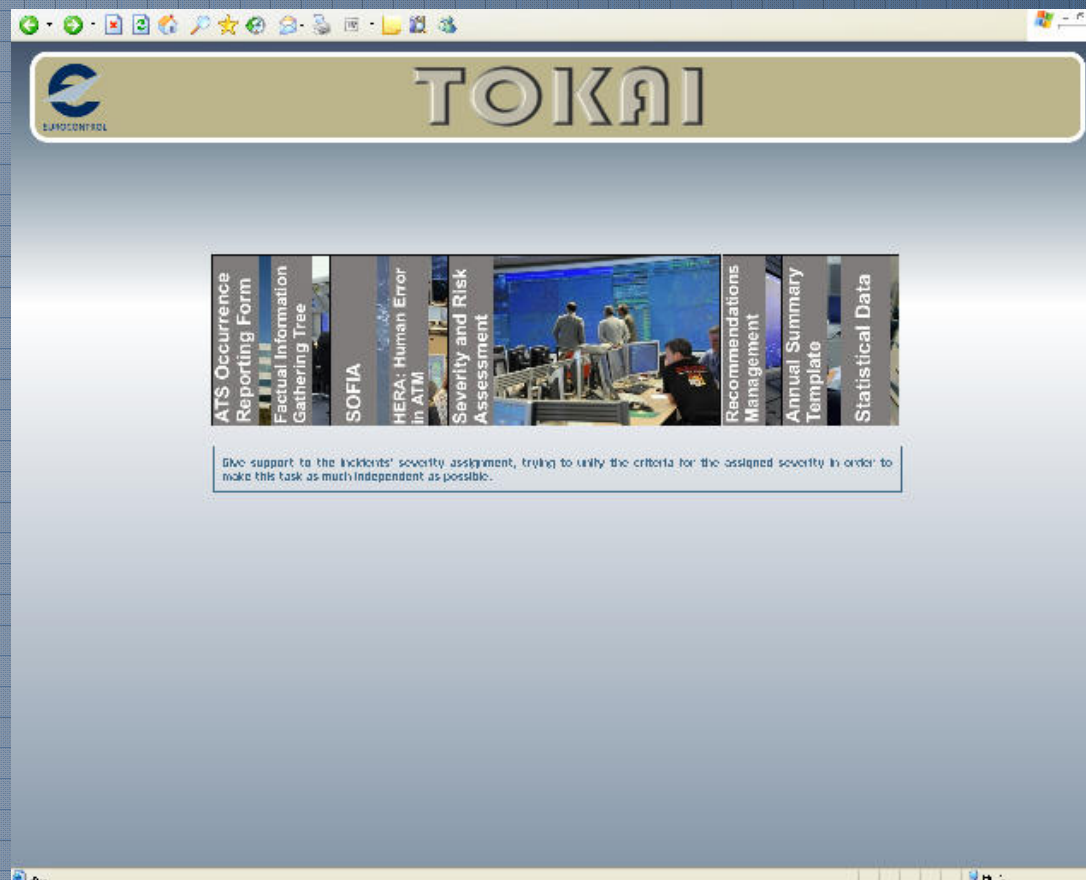 EUROCONTROL
TOKAI
ATS Occurrence
Reporting Form
Factual Information
Gathering Tree
SOFIA
HERA: Human Error
in ATM
Severity and Risk
Assessment
Recommendations
Management
Annual Summary
Template
Statistical Data
Give support to the incidents' severity assignment, trying to unify the criteria for the assigned severity in order to
make this task as much independent as possible.